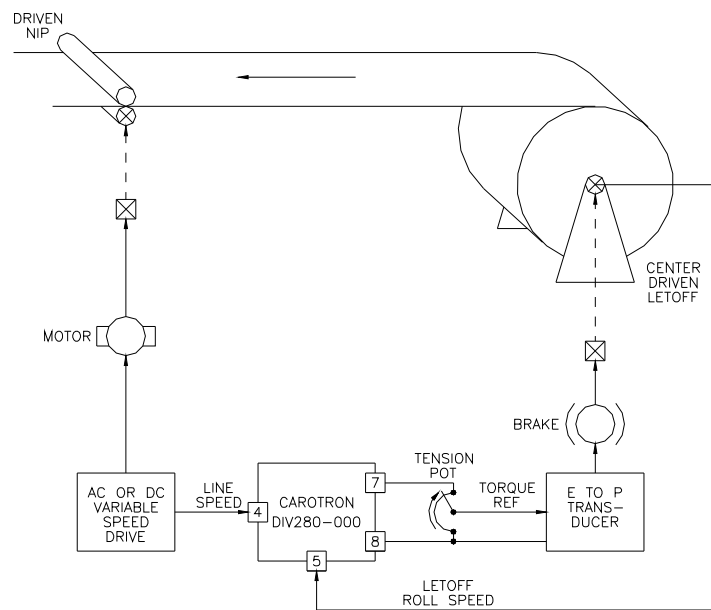 DRIVEN
NIP
CENTER
DRIVEN
LETOFF
MOTOR
BRAKE
TENSION
POT
AC OR DC
VARIABLE
SPEED
DRIVE
LINE
SPEED
4
CAROTRON
DIV280-000
7
8
5
TORQUE
REF
E TO P
TRANS-
DUCER
LETOFF
ROLL SPEED